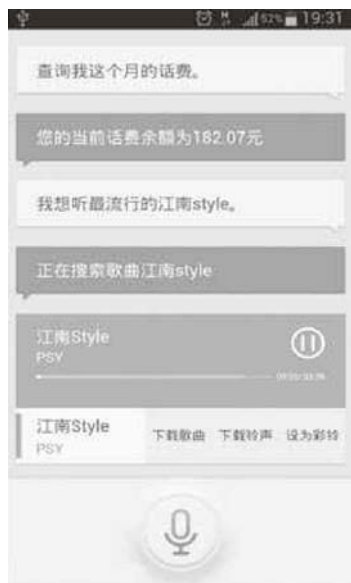 52% 19:31
查询我这个月的话费。
您的当前话费余额为182.07元
我想听最流行的江南style。
正在搜索歌曲江南style
江南Style
PSY
江南Style
PSY
下载歌曲 下载铃声 设为彩铃